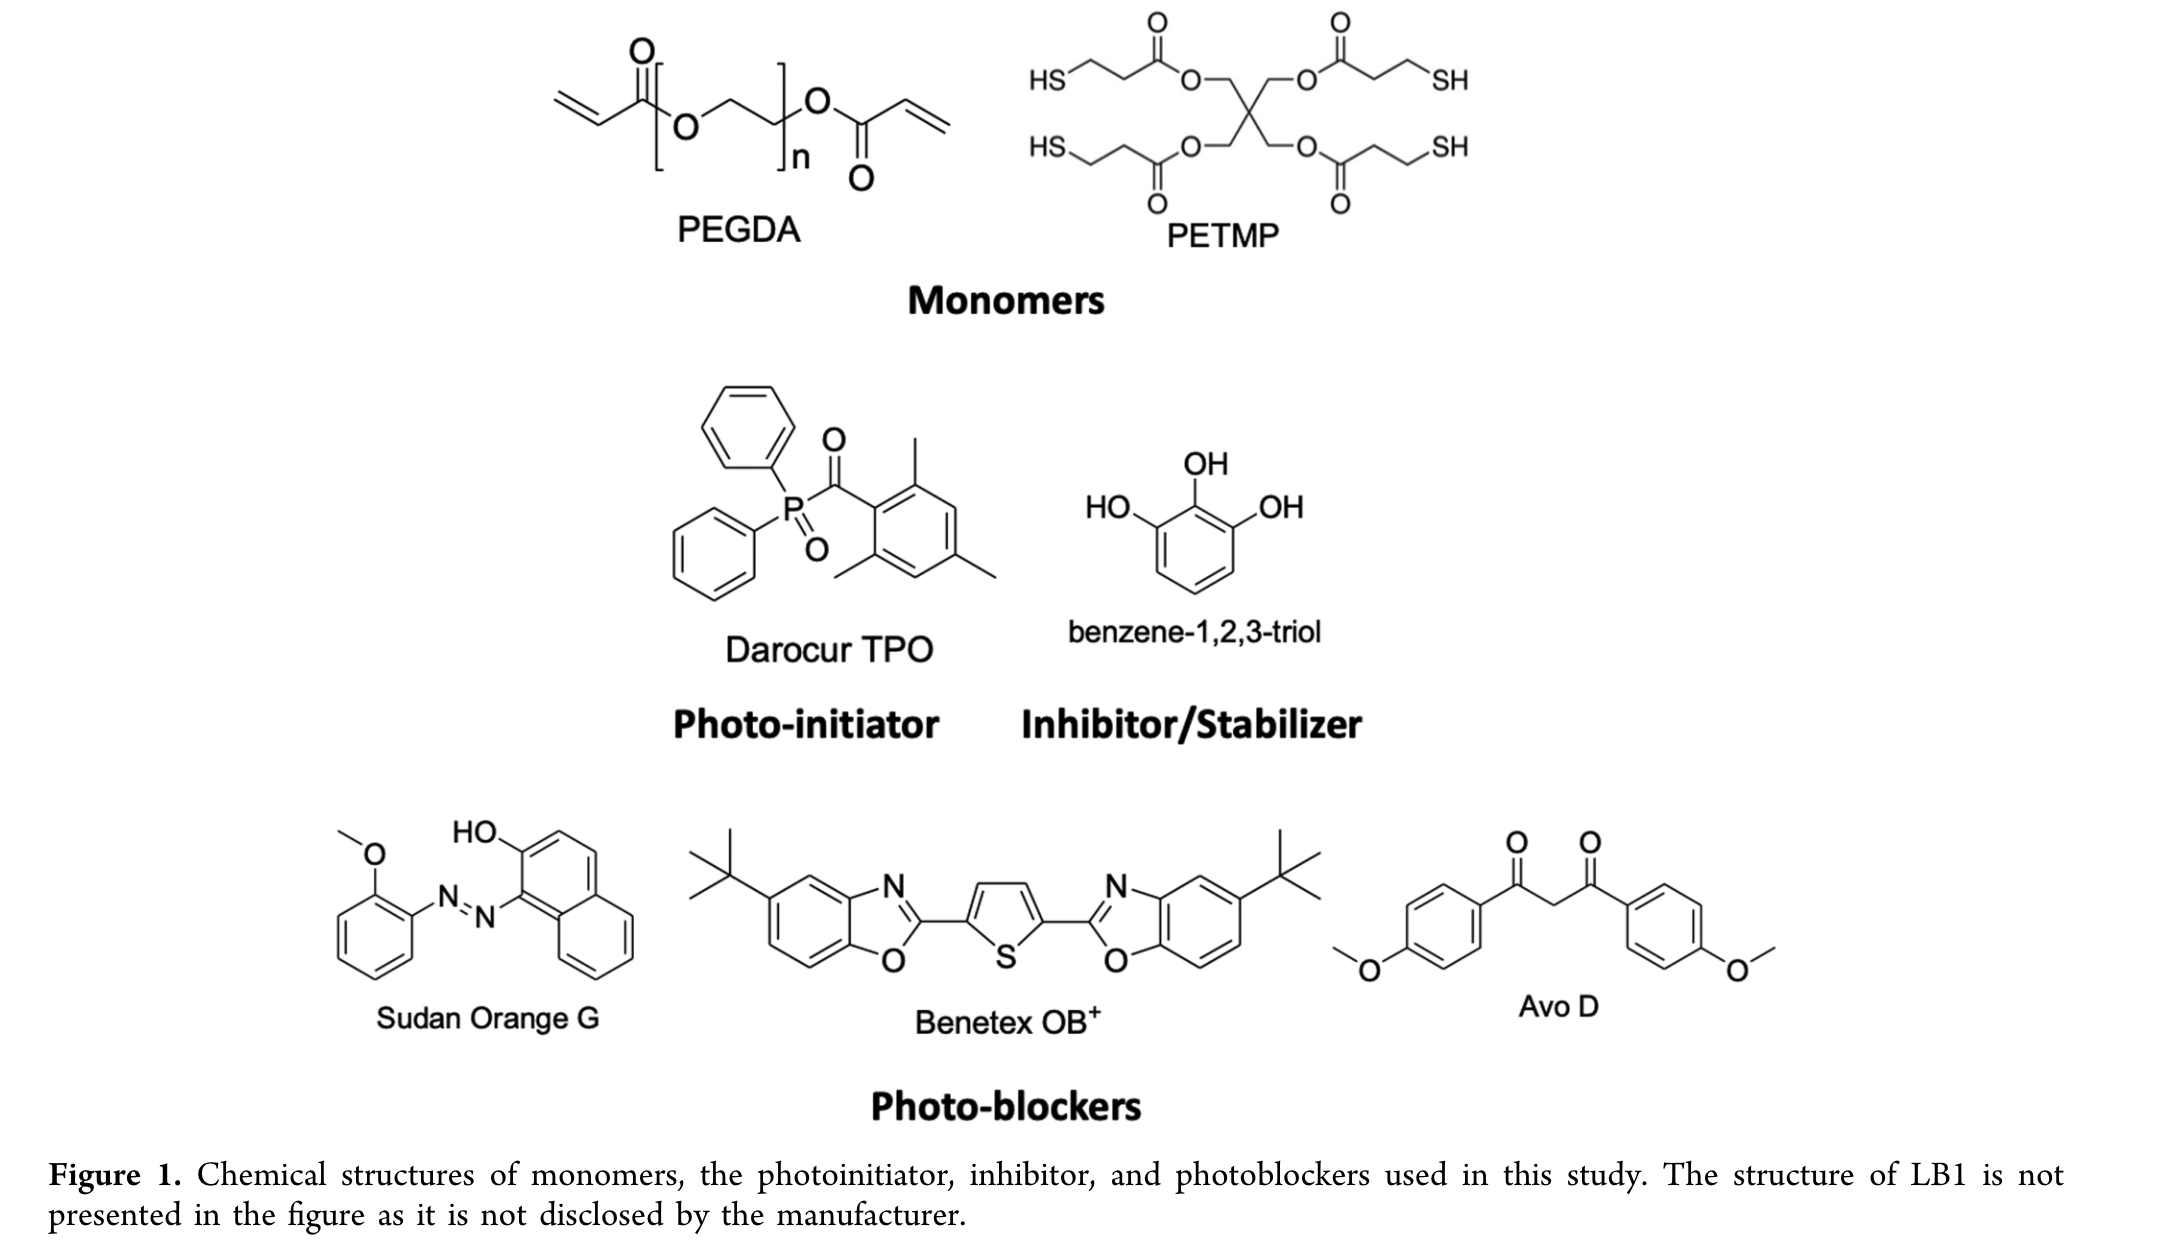 O
O
O
O
n
O
PEGDA
O
O
HS
O
O
SH
HS
O
O
SH
O
O
PETMP
Monomers
O
P
O
Darocur TPO
OH
HO
OH
benzene-1,2,3-triol
Photo-initiator
Inhibitor/Stabilizer
HO
O
N
N
Sudan Orange G
N
N
O
S
O
Benetex OB⁺
O
O
O
O
Avo D
Photo-blockers
Figure 1. Chemical structures of monomers, the photoinitiator, inhibitor, and photoblockers used in this study. The structure of LB1 is not
presented in the figure as it is not disclosed by the manufacturer.